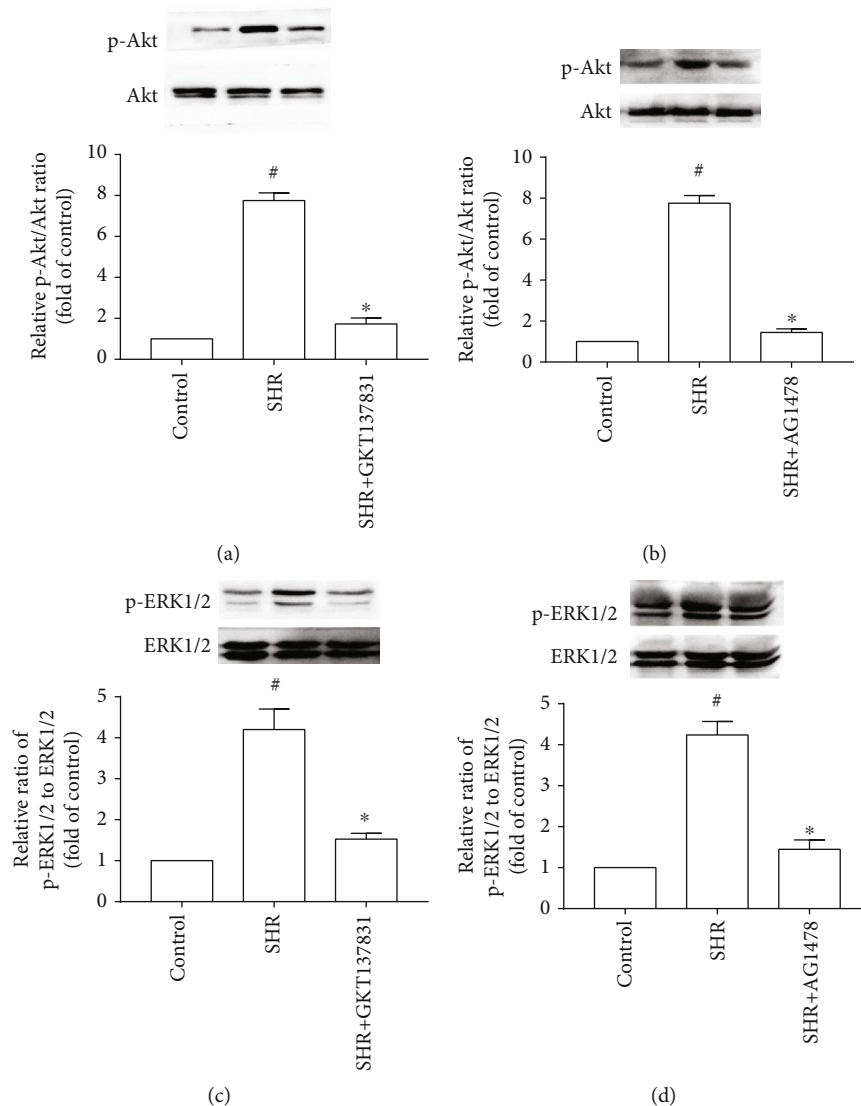 p-Akt
Akt
Relative p-Akt/Akt ratio
(fold of control)
10
8
6
4
2
0
#
*
Control
SHR
SHR+GKT137831
(a)
p-Akt
Akt
Relative p-Akt/Akt ratio
(fold of control)
10
8
6
4
2
0
#
*
Control
SHR
SHR+AG1478
(b)
p-ERK1/2
ERK1/2
Relative ratio of
p-ERK1/2 to ERK1/2
(fold of control)
5
4
3
2
1
0
#
*
Control
SHR
SHR+GKT137831
(c)
p-ERK1/2
ERK1/2
Relative ratio of
p-ERK1/2 to ERK1/2
(fold of control)
5
4
3
2
1
0
#
*
Control
SHR
SHR+AG1478
(d)